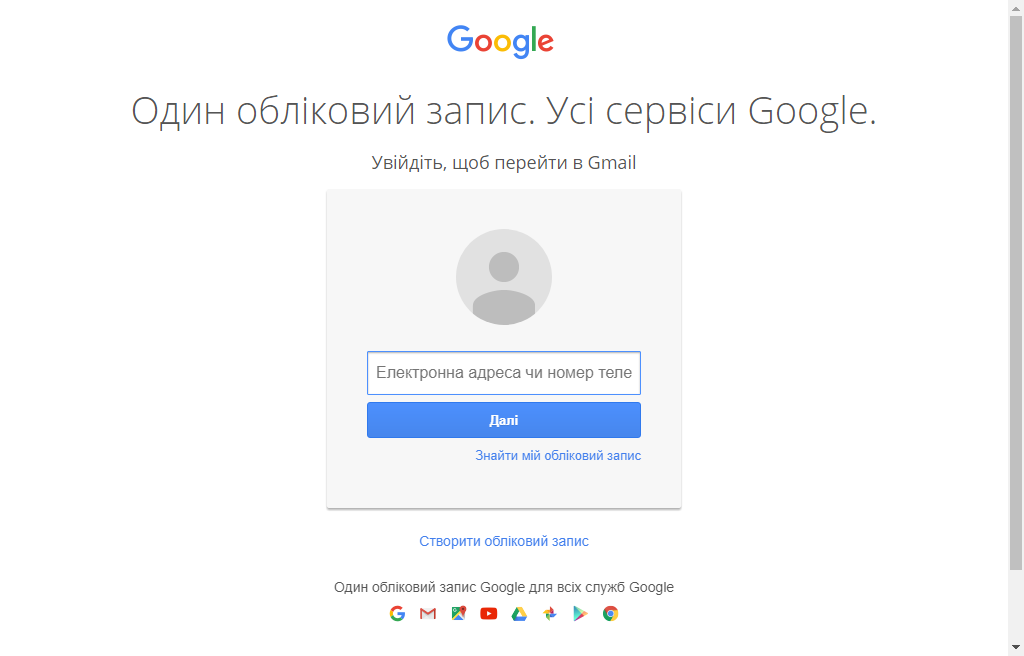 Google
Один обліковий запис. Усі сервіси Google.
Увійдіть, щоб перейти в Gmail
Електронна адреса чи номер теле
Далі
Знайти мій обліковий запис
Створити обліковий запис
Один обліковий запис Google для всіх служб Google